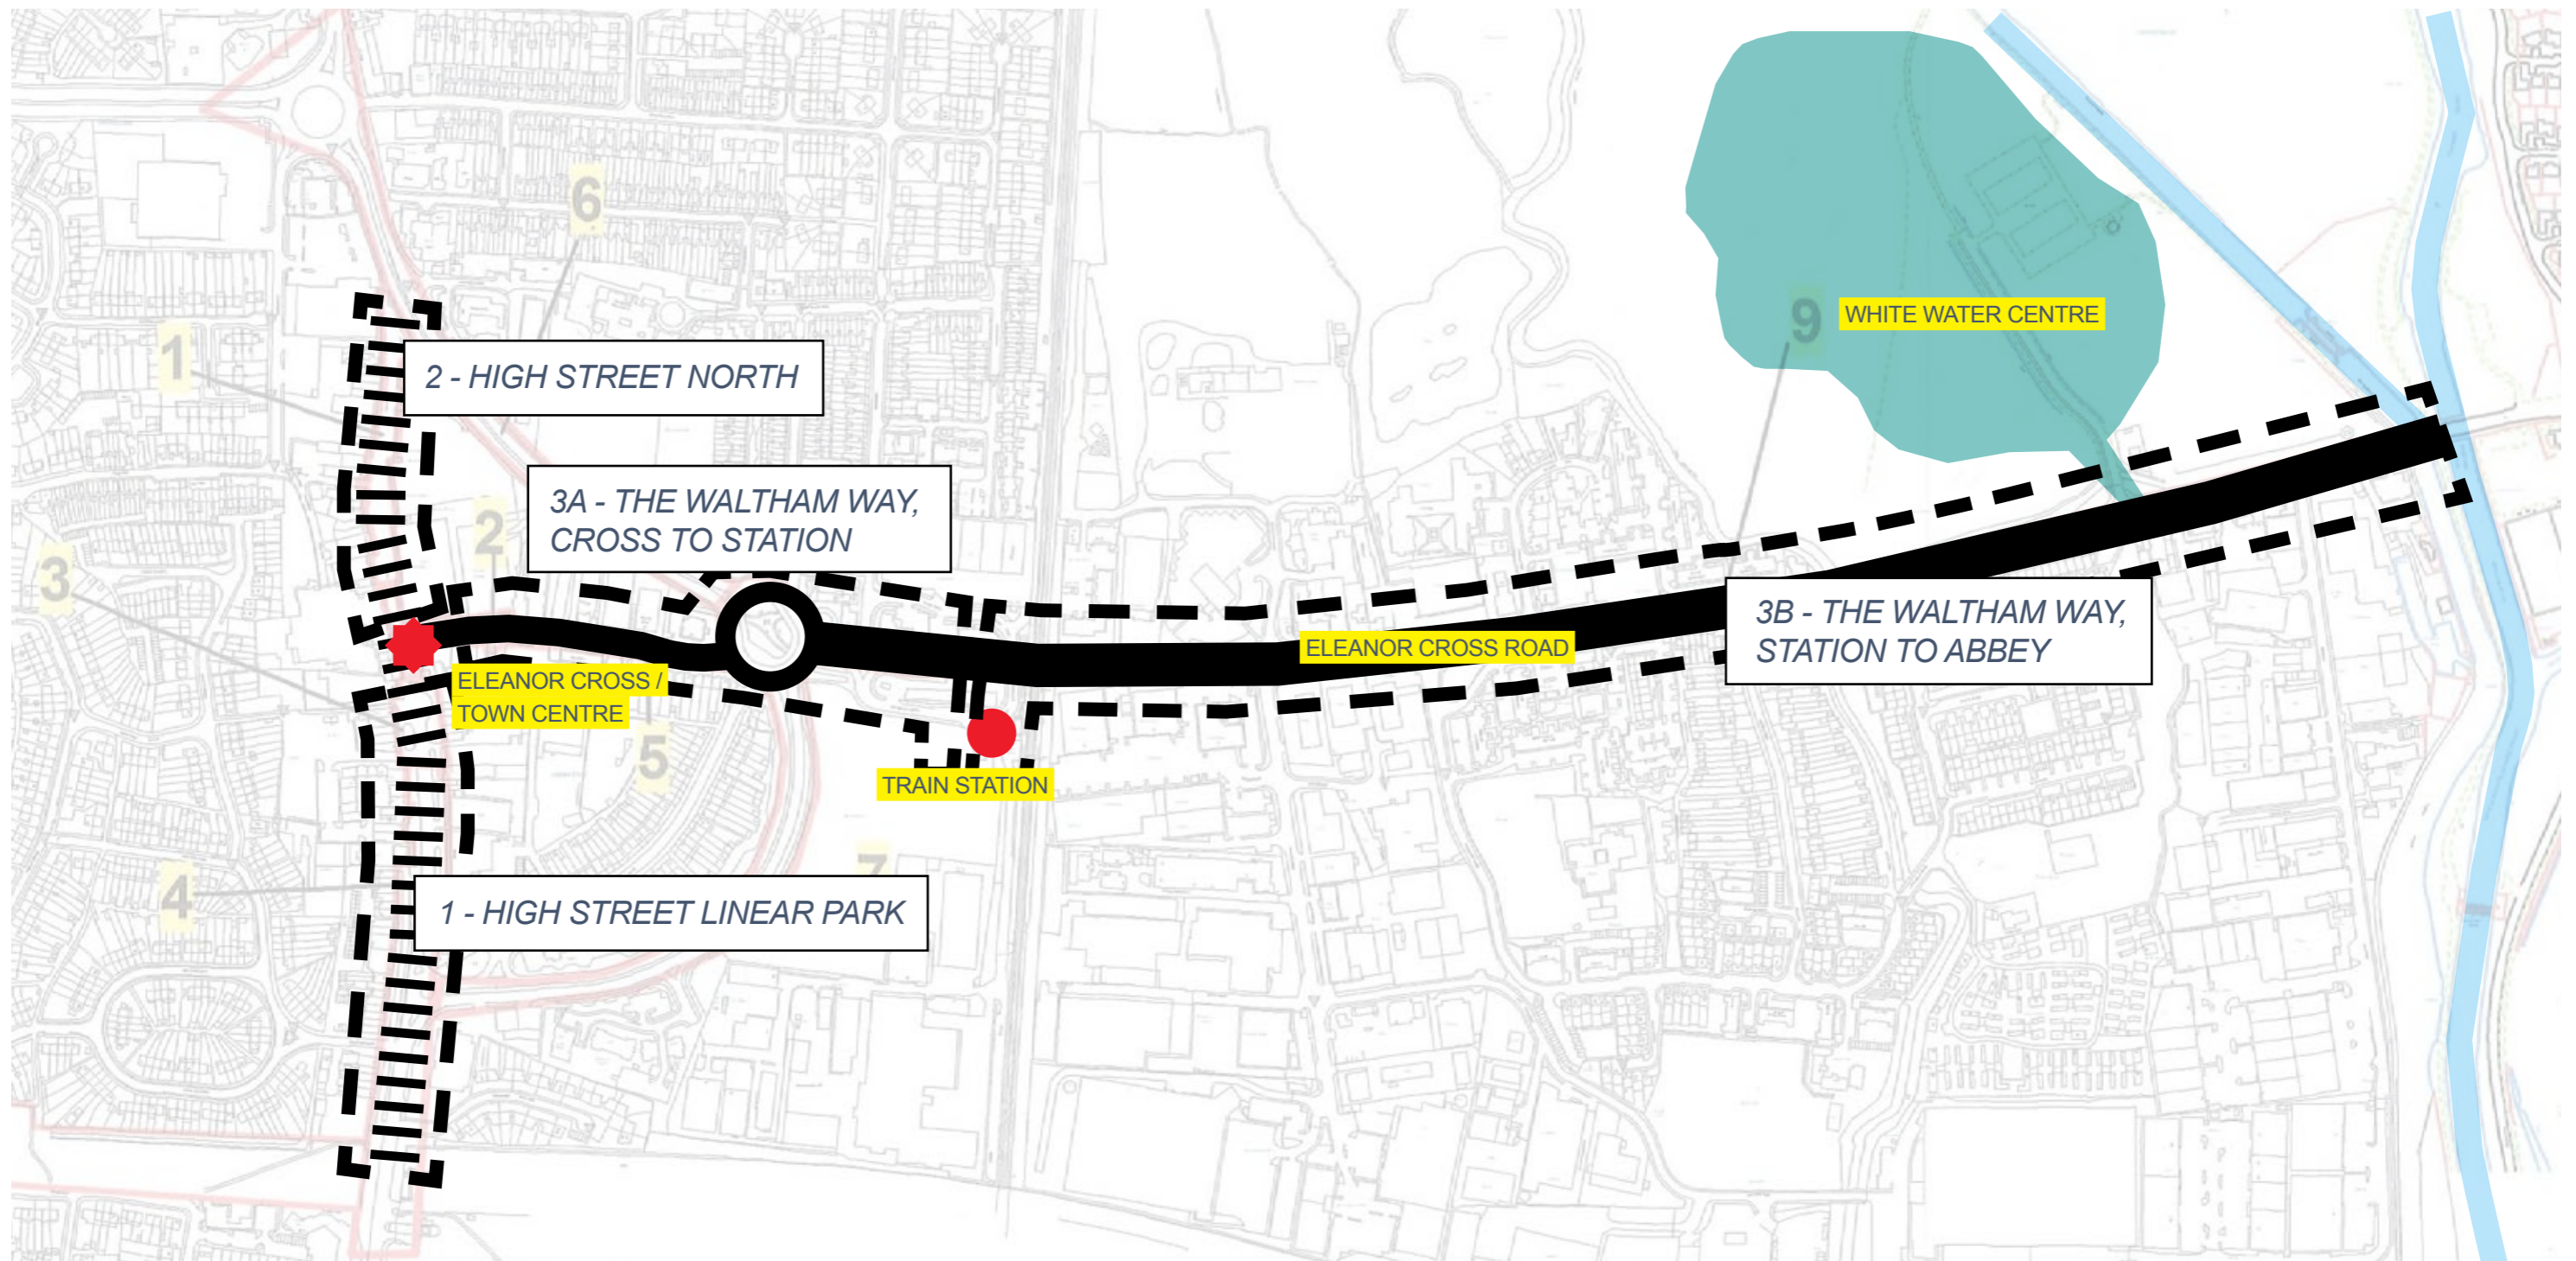 6
9
WHITE WATER CENTRE
1
2 - HIGH STREET NORTH
2
3A - THE WALTHAM WAY,
CROSS TO STATION
3
3B - THE WALTHAM WAY,
STATION TO ABBEY
ELEANOR CROSS ROAD
ELEANOR CROSS /
TOWN CENTRE
5
TRAIN STATION
7
4
1 - HIGH STREET LINEAR PARK